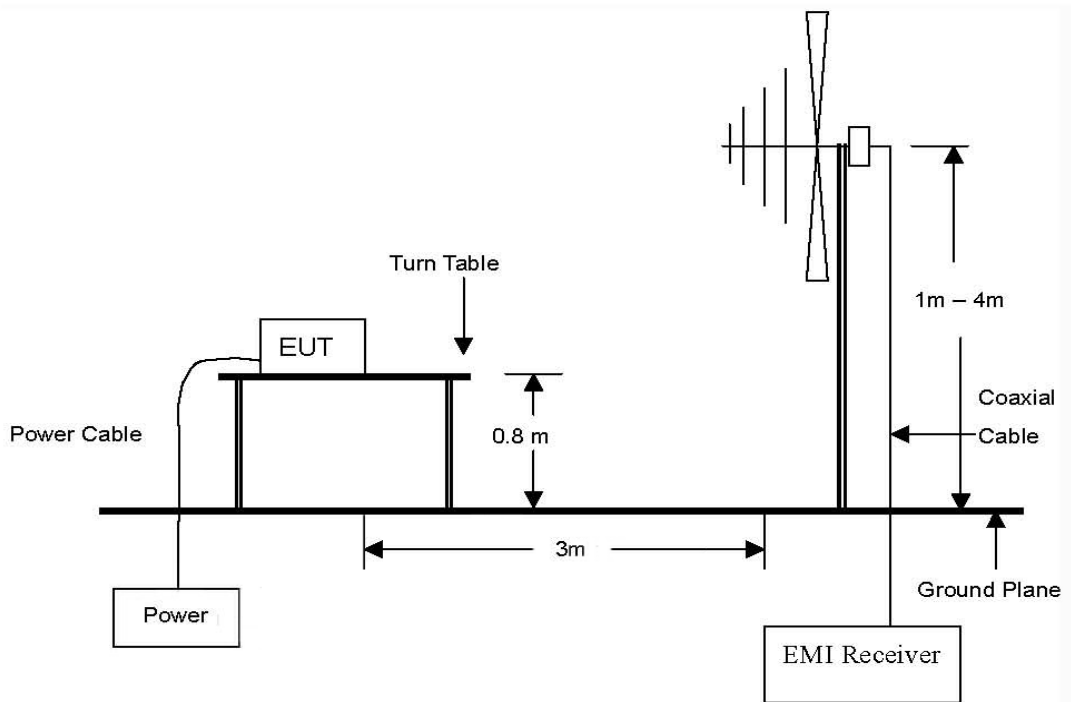 Turn Table
EUT
1m – 4m
Coaxial
Cable
Power Cable
0.8 m
3m
Ground Plane
Power
EMI Receiver